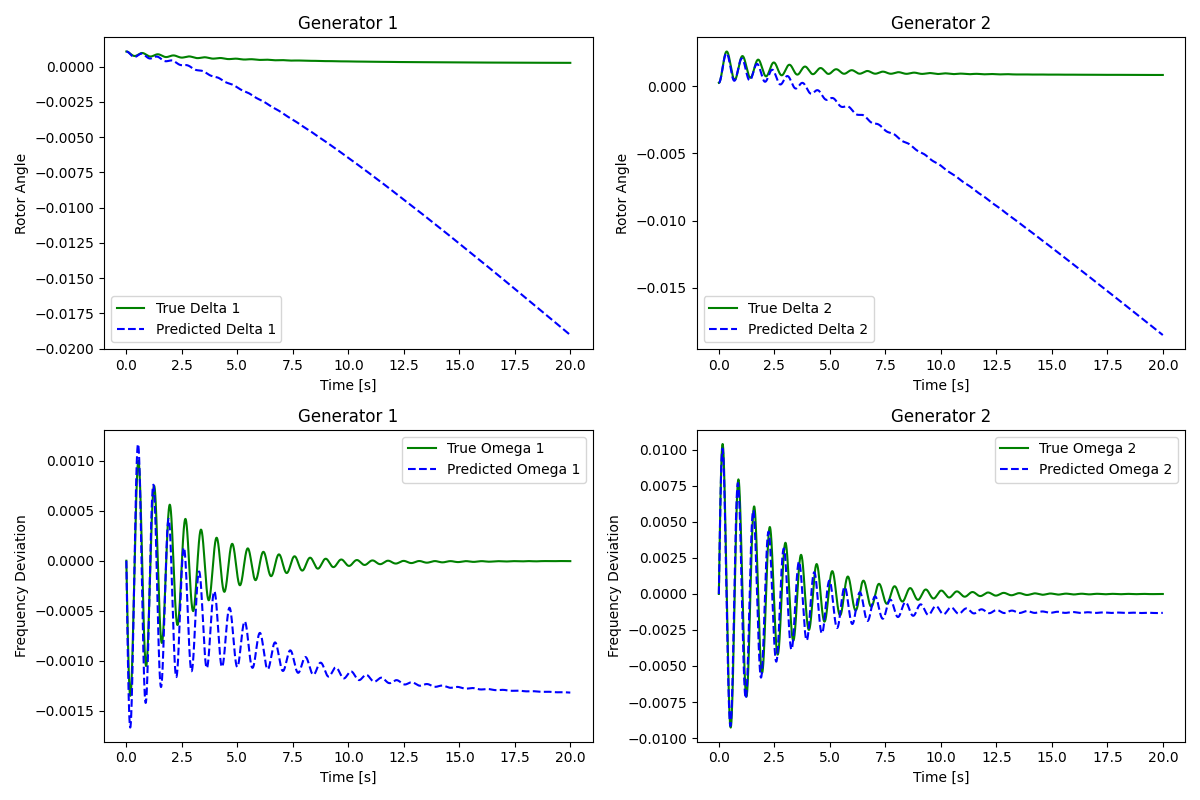 Generator 1
Rotor Angle
0.0000
−0.0025
−0.0050
−0.0075
−0.0100
−0.0125
−0.0150
−0.0175
−0.0200
True Delta 1
Predicted Delta 1
0.0 2.5 5.0 7.5 10.0 12.5 15.0 17.5 20.0
Time [s]
Generator 2
Rotor Angle
0.000
−0.005
−0.010
−0.015
True Delta 2
Predicted Delta 2
0.0 2.5 5.0 7.5 10.0 12.5 15.0 17.5 20.0
Time [s]
Generator 1
Frequency Deviation
0.0010
0.0005
0.0000
−0.0005
−0.0010
−0.0015
True Omega 1
Predicted Omega 1
0.0 2.5 5.0 7.5 10.0 12.5 15.0 17.5 20.0
Time [s]
Generator 2
Frequency Deviation
0.0100
0.0075
0.0050
0.0025
0.0000
−0.0025
−0.0050
−0.0075
−0.0100
True Omega 2
Predicted Omega 2
0.0 2.5 5.0 7.5 10.0 12.5 15.0 17.5 20.0
Time [s]